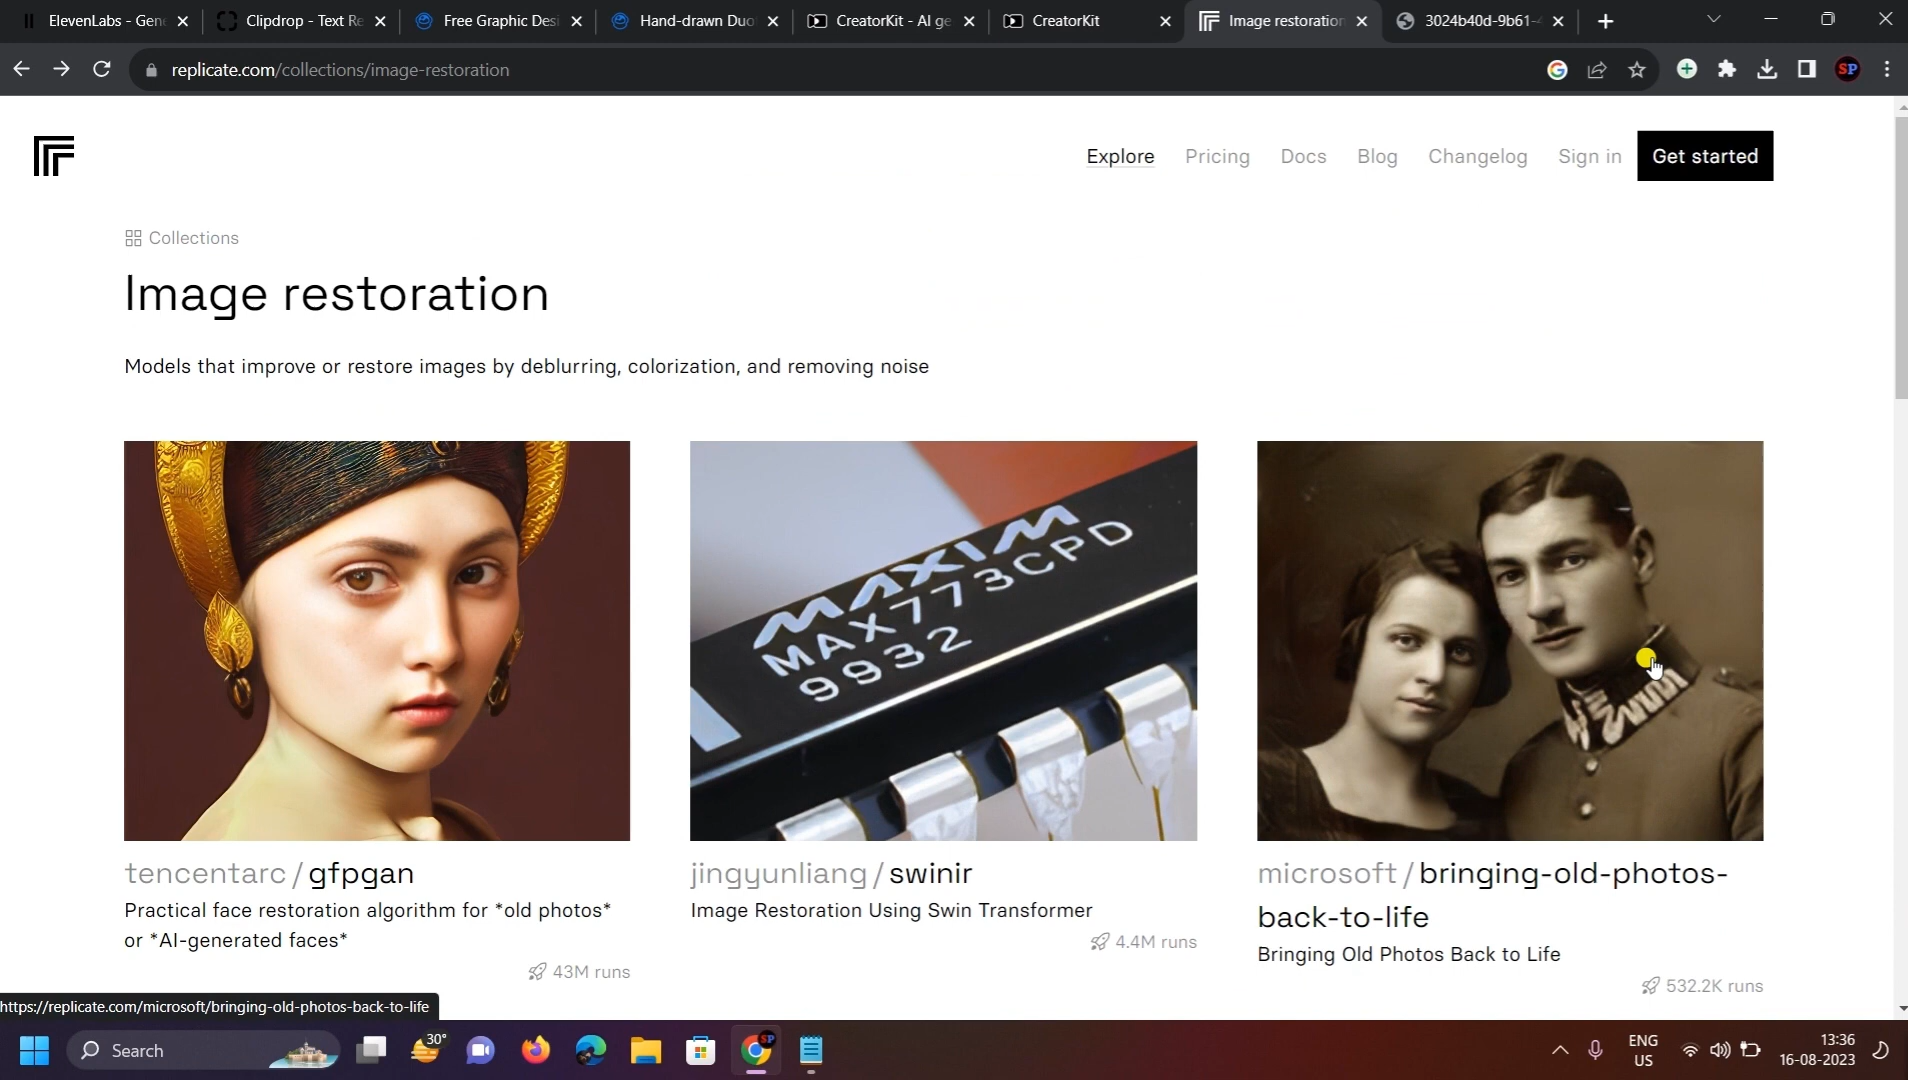 ElevenLabs - Gene
Clipdrop - Text Re
Free Graphic Desi
Hand-drawn Duo
CreatorKit - AI ge
CreatorKit
Image restoration
3024b40d-9b61-4
replicate.com/collections/image-restoration
SP
Explore
Pricing
Docs
Blog
Changelog
Sign in
Get started
Collections
Image restoration
Models that improve or restore images by deblurring, colorization, and removing noise
MAXIM
MAX773CPD
9932
tencentarc/gfpgan
Practical face restoration algorithm for *old photos*
or *AI-generated faces*
43M runs
jingyunliang/swinir
Image Restoration Using Swin Transformer
4.4M runs
microsoft/bringing-old-photos-
back-to-life
Bringing Old Photos Back to Life
532.2K runs
https://replicate.com/microsoft/bringing-old-photos-back-to-life
Search
30°
SP
ENG
US
13:36
16-08-2023